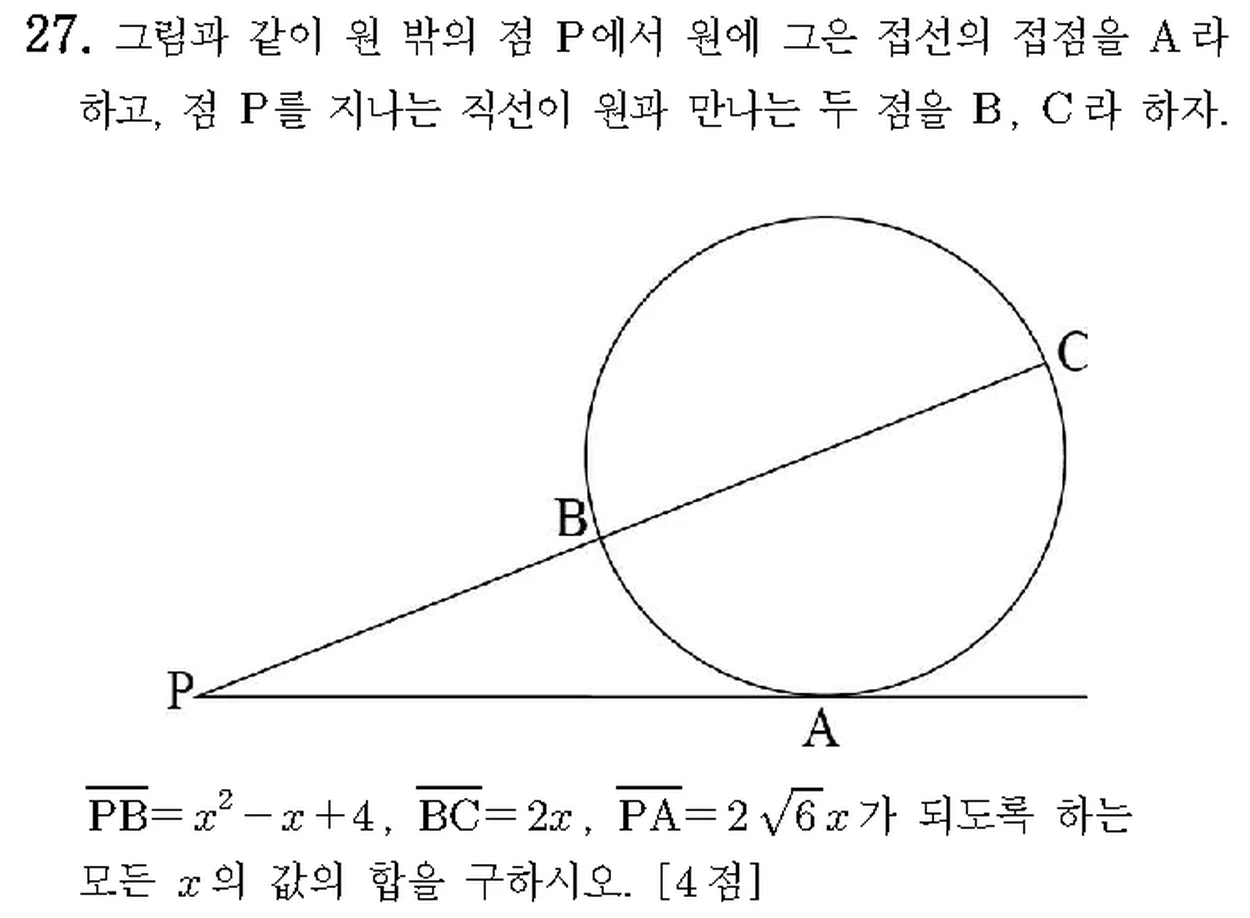 27. 그림과 같이 원 밖의 점 P에서 원에 그은 접선의 접점을 A라
하고, 점 P를 지나는 직선이 원과 만나는 두 점을 B, C라 하자.
C
B
P
A
PB=x²-x+4, BC=2x, PA=2√6x가 되도록 하는
모든 x의 값의 합을 구하시오. [4점]